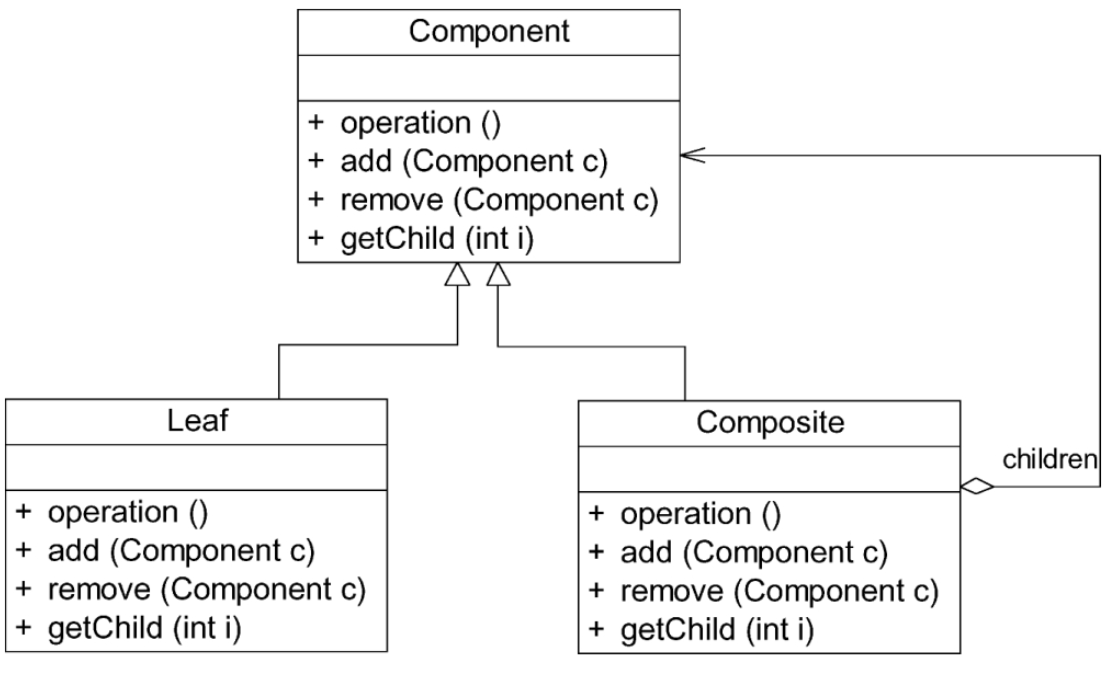 Component
+ operation ()
+ add (Component c)
+ remove (Component c)
+ getChild (int i)
Leaf
+ operation ()
+ add (Component c)
+ remove (Component c)
+ getChild (int i)
Composite
+ operation ()
+ add (Component c)
+ remove (Component c)
+ getChild (int i)
children